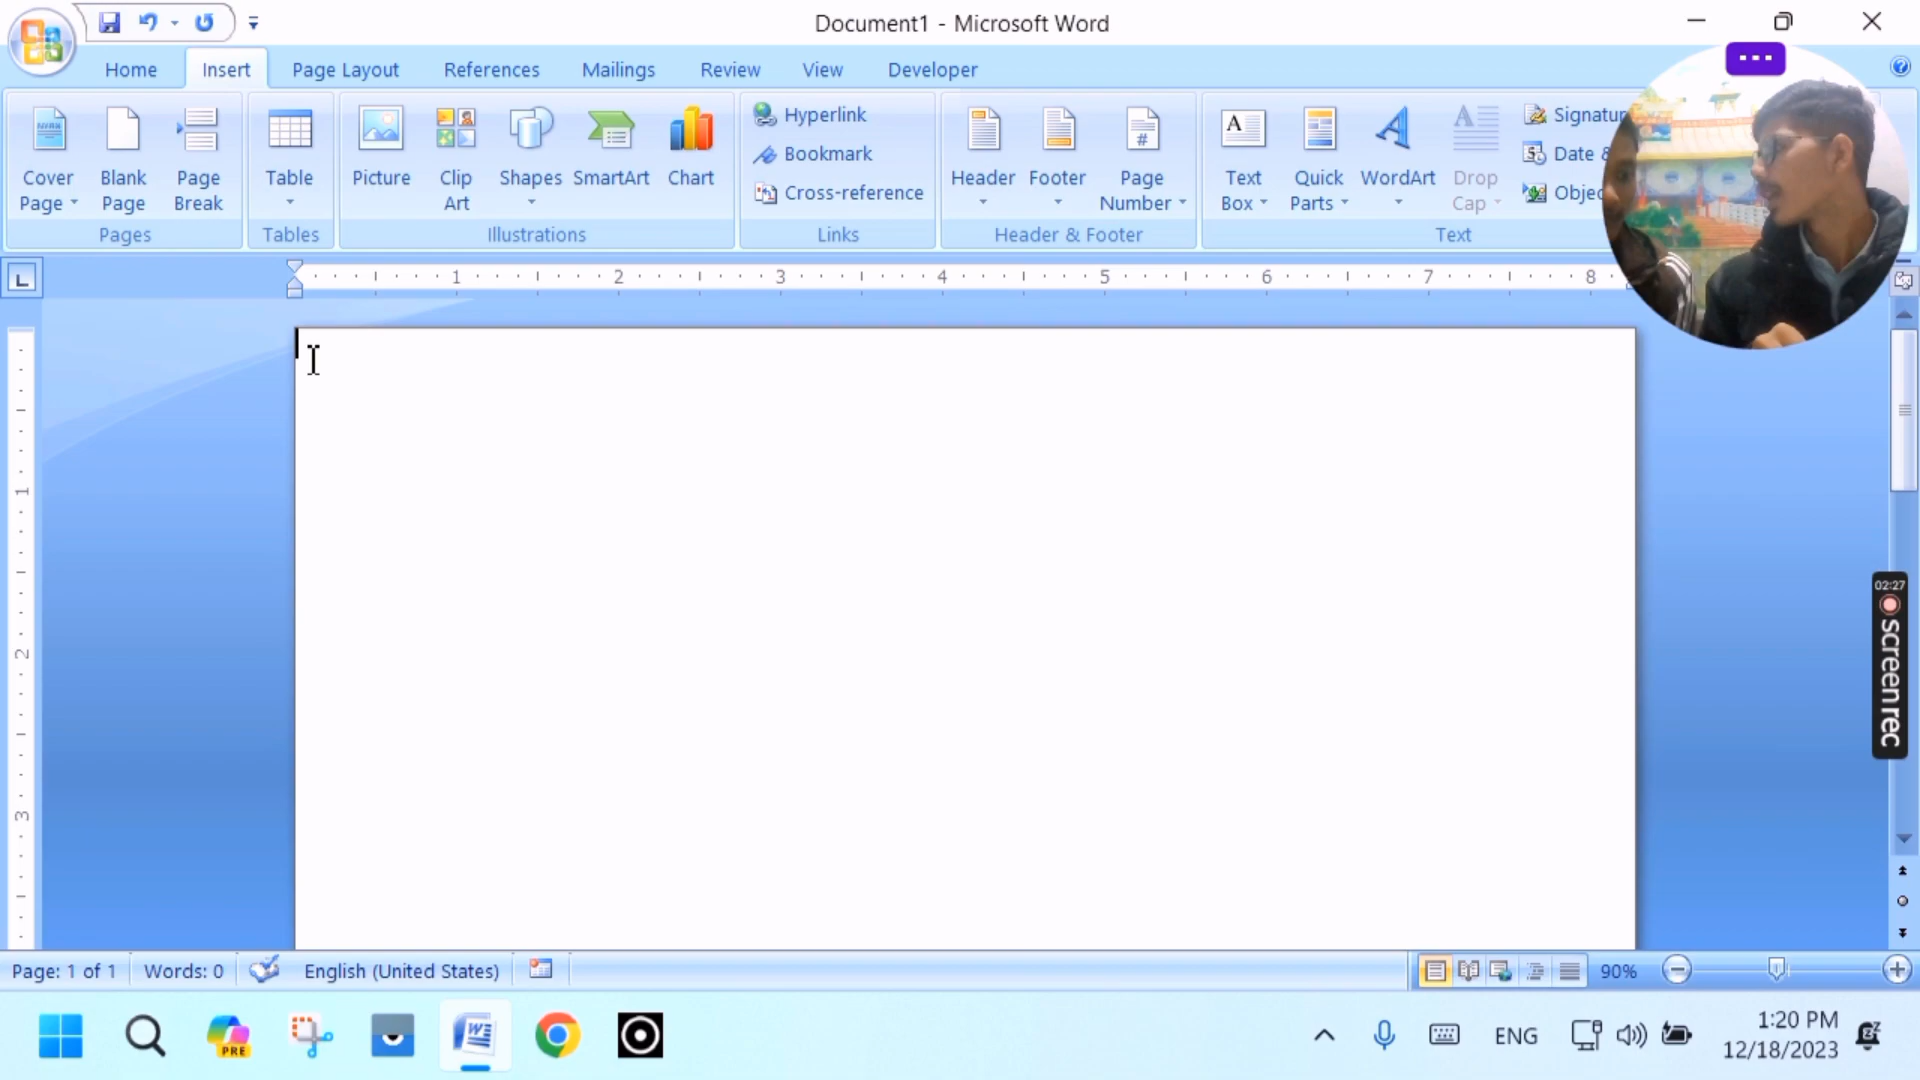 Document1 - Microsoft Word
Home Insert Page Layout References Mailings Review View Developer
Cover Page
Blank Page
Page Break
Pages
Table
Tables
Picture
Clip Art
Shapes
SmartArt
Chart
Illustrations
Hyperlink
Bookmark
Cross-reference
Links
Header
Footer
Page Number
Header & Footer
Text Box
Quick Parts
WordArt
Drop Cap
Signatur
Date &
Objec
Text
L
1 2 3 4 5 6 7 8
1
2
3
02:27
screen rec
Page: 1 of 1 Words: 0 English (United States) 90%
PRE
W
ENG
1:20 PM
12/18/2023